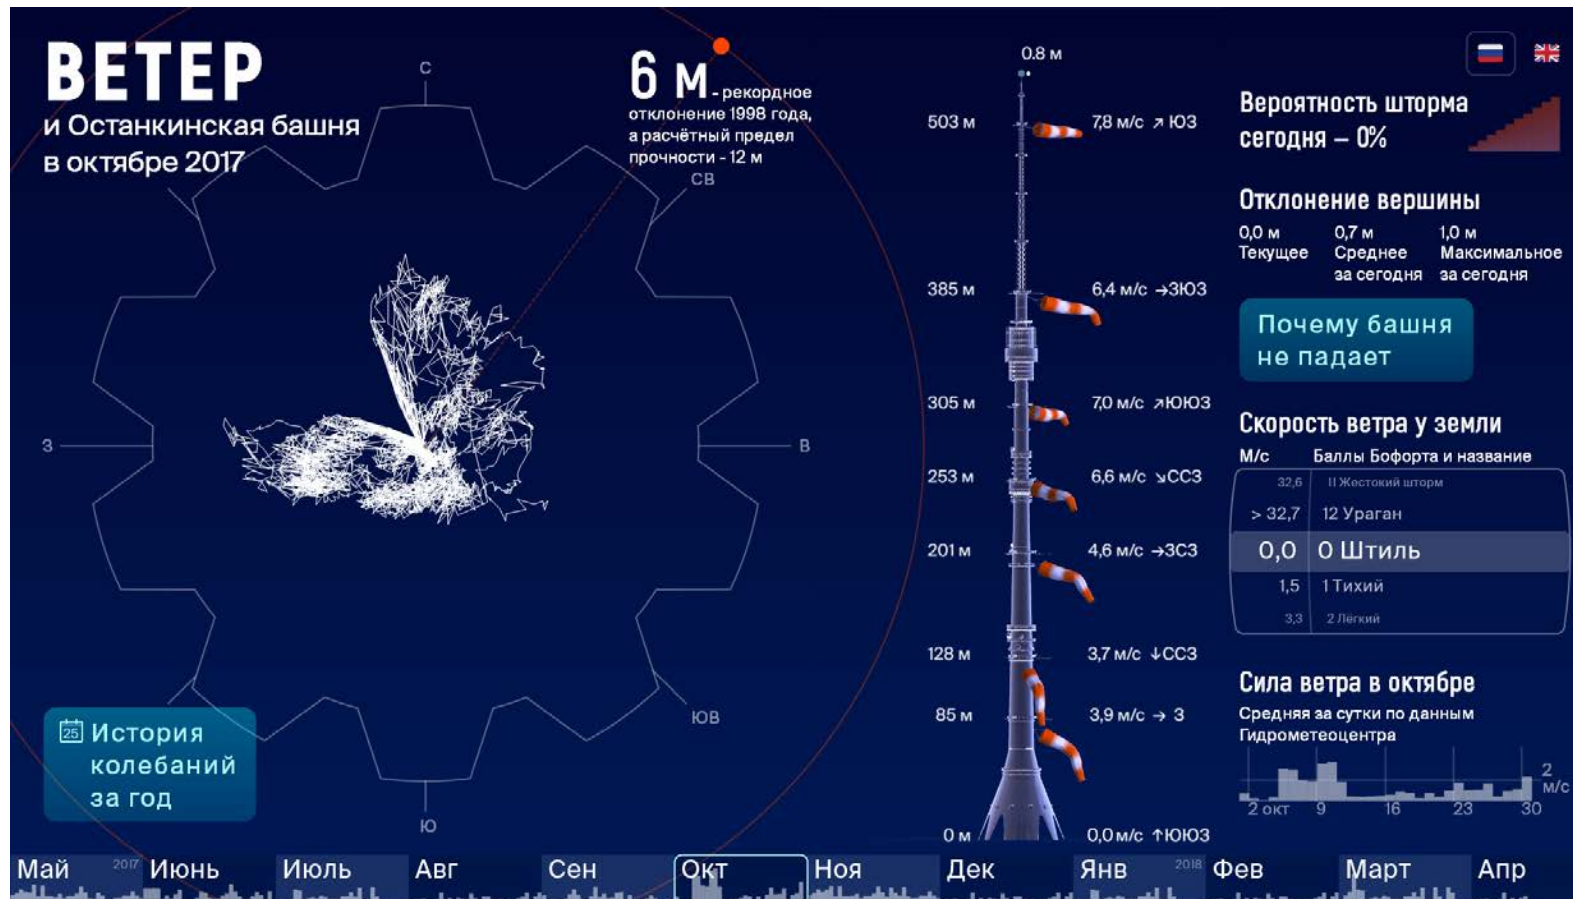 ВЕТЕР
и Останкинская башня
в октябре 2017
С
СВ
В
ЮВ
Ю
З
6 м - рекордное
отклонение 1998 года,
а расчётный предел
прочности - 12 м
25 История
колебаний
за год
0.8 м
503 м 7,8 м/с ↗ ЮЗ
385 м 6,4 м/с →ЗЮЗ
305 м 7,0 м/с ↗ЮЮЗ
253 м 6,6 м/с ↘ССЗ
201 м 4,6 м/с →ЗСЗ
128 м 3,7 м/с ↓ССЗ
85 м 3,9 м/с → З
0 м 0,0 м/с ↑ЮЮЗ
Вероятность шторма
сегодня – 0%
Отклонение вершины
0,0 м 0,7 м 1,0 м
Текущее Среднее Максимальное
за сегодня за сегодня
Почему башня
не падает
Скорость ветра у земли
М/с Баллы Бофорта и название
32,6 11 Жестокий шторм
> 32,7 12 Ураган
0,0 0 Штиль
1,5 1 Тихий
3,3 2 Лёгкий
Сила ветра в октябре
Средняя за сутки по данным
Гидрометеоцентра
2
м/с
2 окт 9 16 23 30
Май 2017 Июнь Июль Авг Сен Окт Ноя Дек Янв 2018 Фев Март Апр